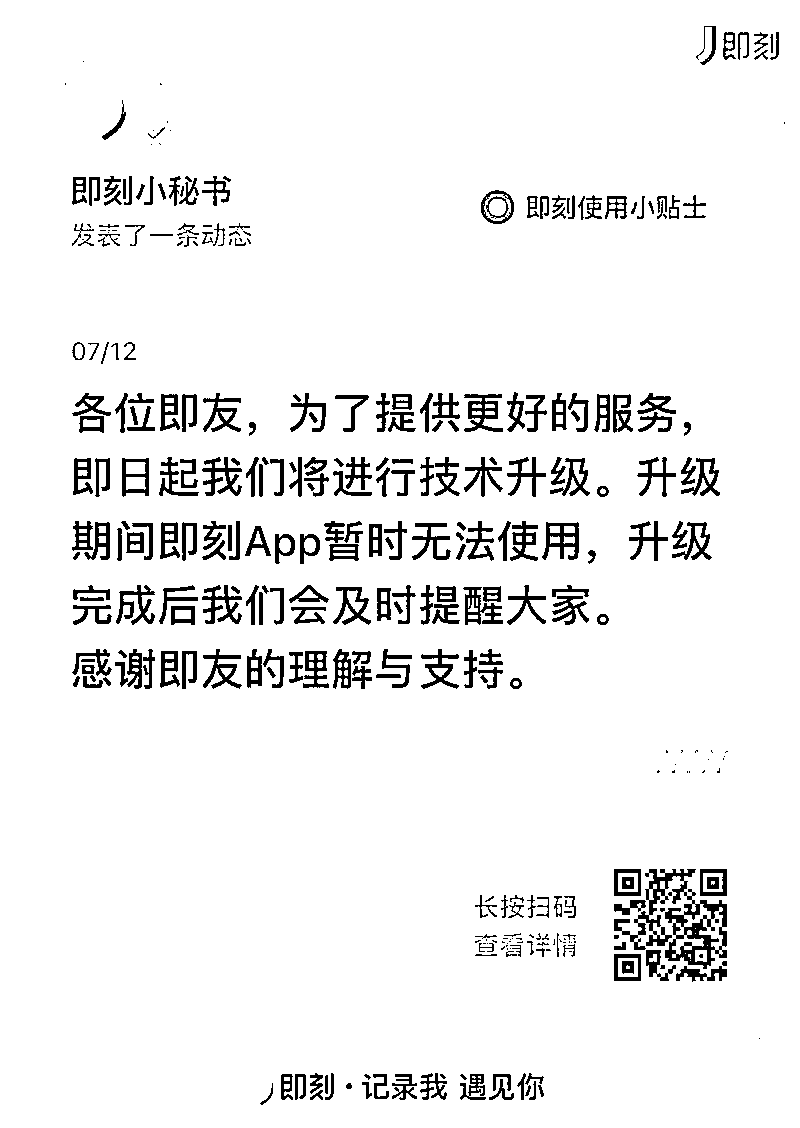 即刻
即刻小秘书
发表了一条动态
即刻使用小贴士
07/12
各位即友，为了提供更好的服务，
即日起我们将进行技术升级。升级
期间即刻App暂时无法使用，升级
完成后我们会及时提醒大家。
感谢即友的理解与支持。
长按扫码
查看详情
即刻·记录我 遇见你